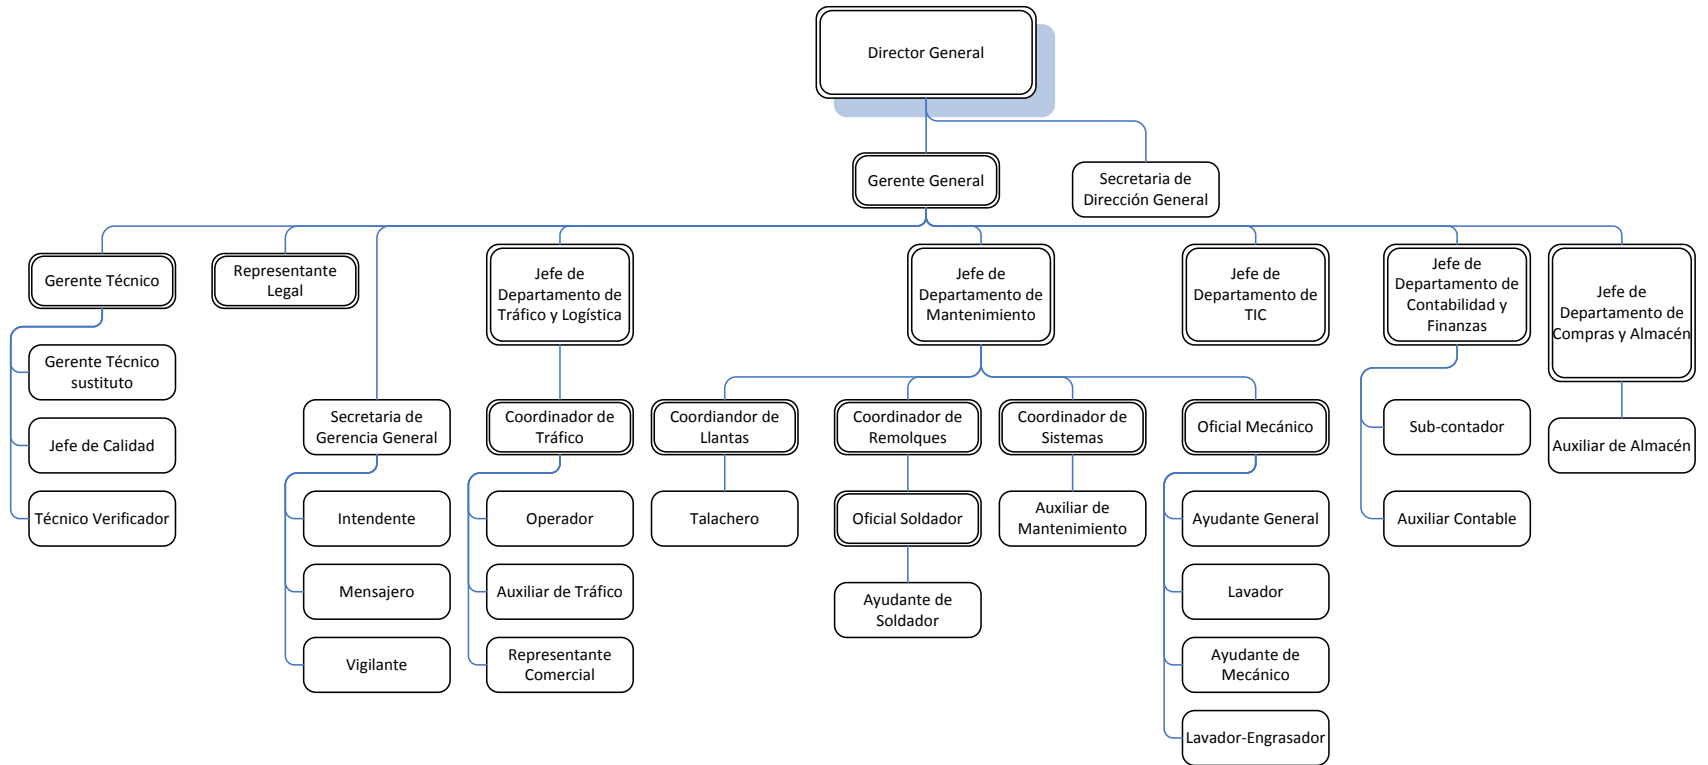 Director General
Gerente General
Secretaria de
Dirección General
Gerente Técnico
Representante
Legal
Jefe de
Departamento de
Tráfico y Logística
Jefe de
Departamento de
Mantenimiento
Jefe de
Departamento de
TIC
Jefe de
Departamento de
Contabilidad y
Finanzas
Jefe de
Departamento de
Compras y Almacén
Gerente Técnico
sustituto
Jefe de Calidad
Técnico Verificador
Secretaria de
Gerencia General
Intendente
Mensajero
Vigilante
Coordinador de
Tráfico
Operador
Auxiliar de Tráfico
Representante
Comercial
Coordiandor de
Llantas
Talachero
Coordinador de
Remolques
Oficial Soldador
Ayudante de
Soldador
Coordinador de
Sistemas
Auxiliar de
Mantenimiento
Oficial Mecánico
Ayudante General
Lavador
Ayudante de
Mecánico
Lavador-Engrasador
Sub-contador
Auxiliar Contable
Auxiliar de Almacén